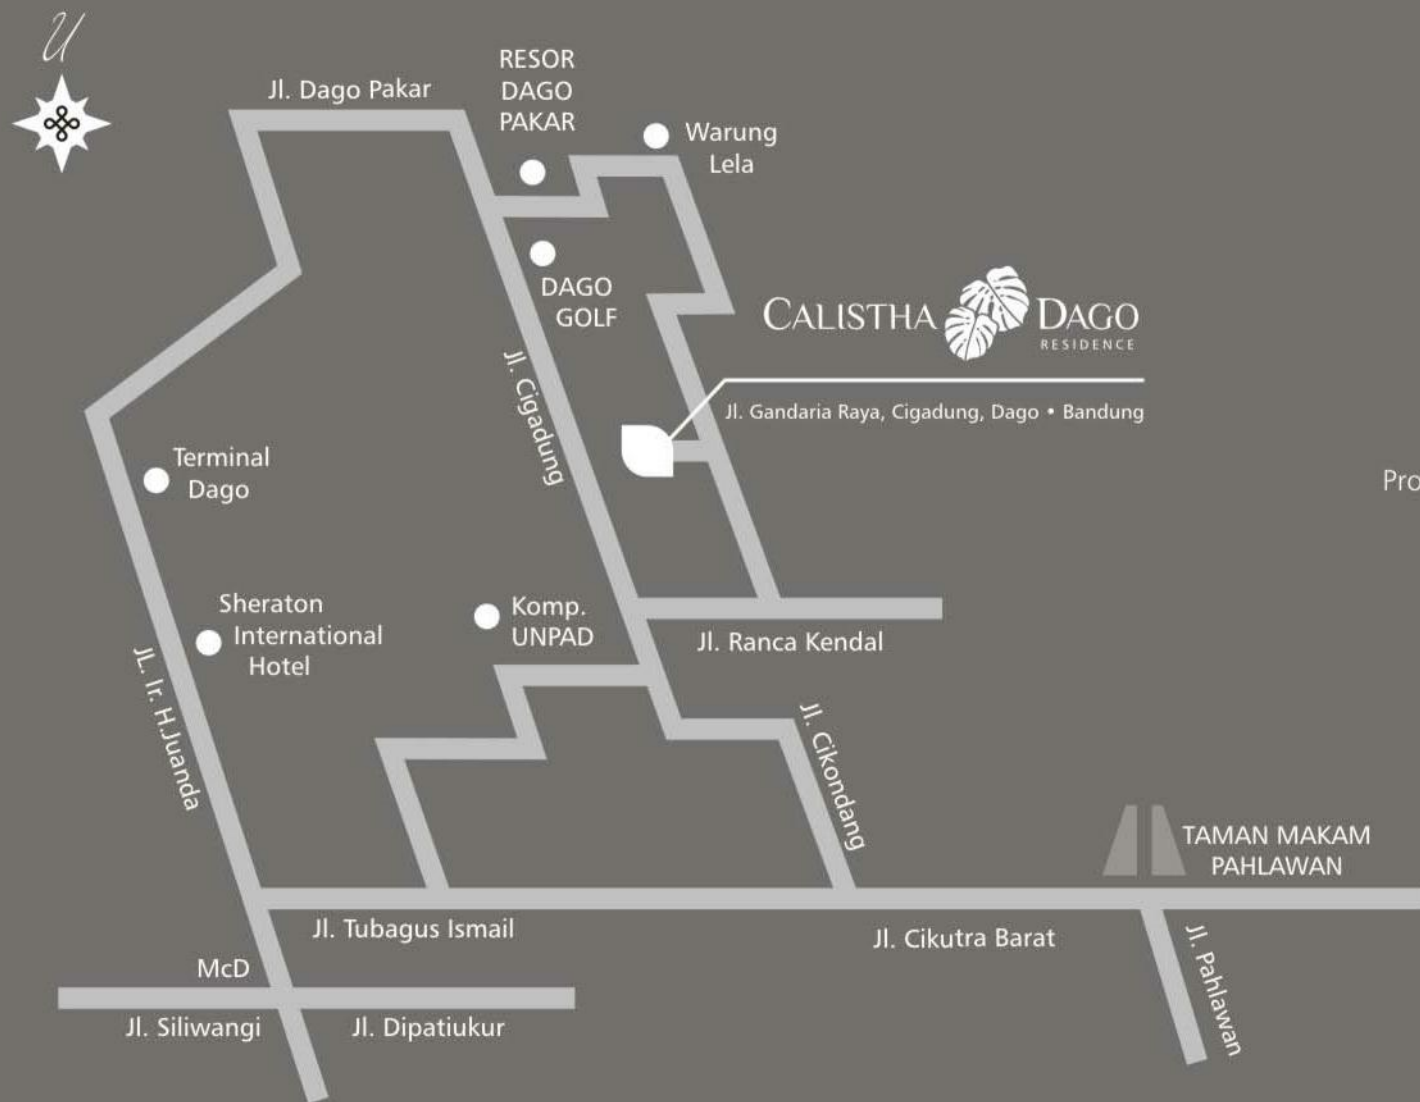 U
Jl. Dago Pakar
RESOR
DAGO
PAKAR
Warung
Lela
DAGO
GOLF
CALISTHA DAGO
RESIDENCE
Jl. Gandaria Raya, Cigadung, Dago • Bandung
Jl. Cigadung
Terminal
Dago
Pro
Sheraton
International
Hotel
Komp.
UNPAD
Jl. Ranca Kendal
JL. Ir. H.Juanda
Jl. Cikondang
TAMAN MAKAM
PAHLAWAN
Jl. Tubagus Ismail
Jl. Cikutra Barat
Jl. Pahlawan
McD
Jl. Siliwangi
Jl. Dipatiukur